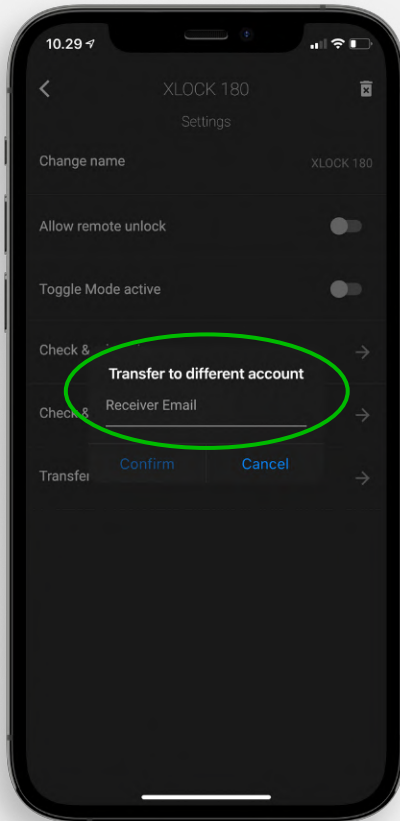 10.29
XLOCK 180
Settings
Change name XLOCK 180
Allow remote unlock
Toggle Mode active
Check &
Transfer to different account
Check &
Receiver Email
Confirm Cancel
Transfer